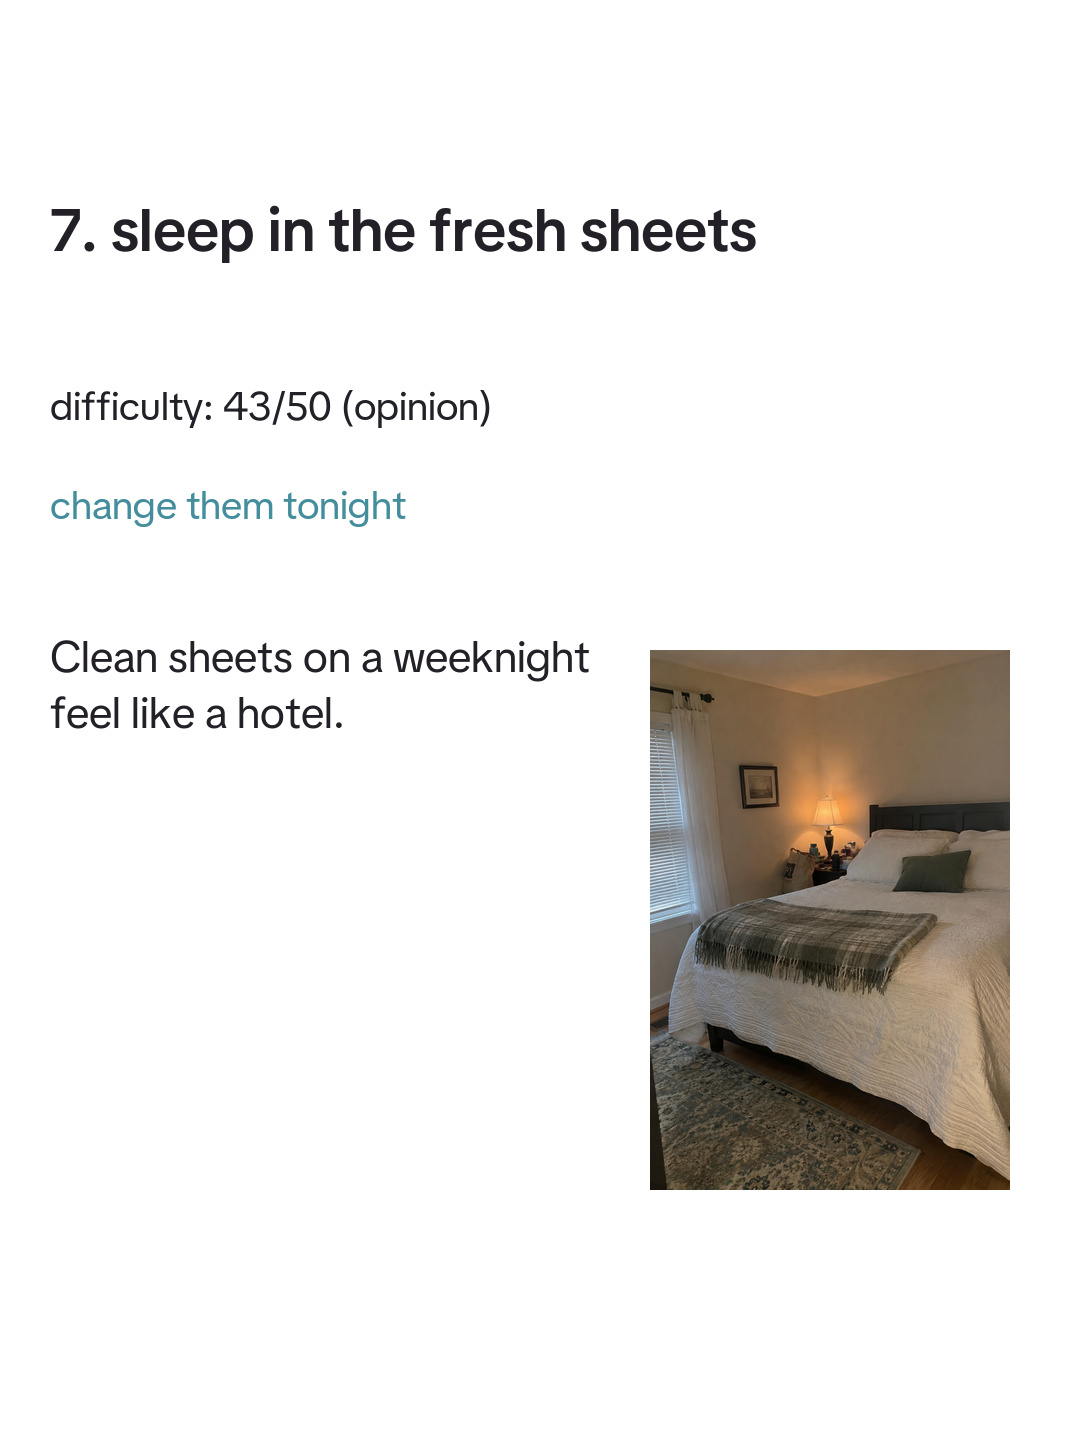 7. sleep in the fresh sheets
difficulty: 43/50 (opinion)
change them tonight
Clean sheets on a weeknight
feel like a hotel.